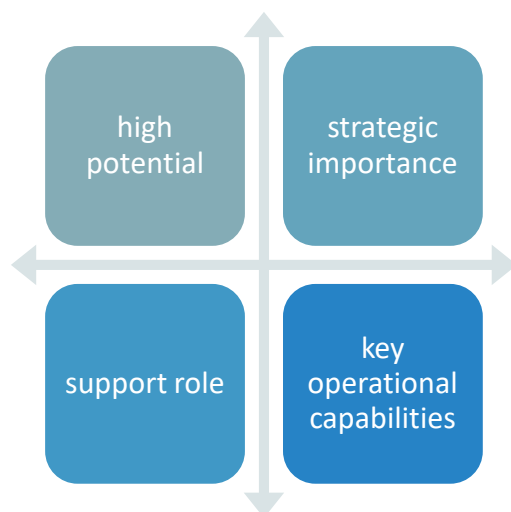 high
potential
strategic
importance
support role
key
operational
capabilities